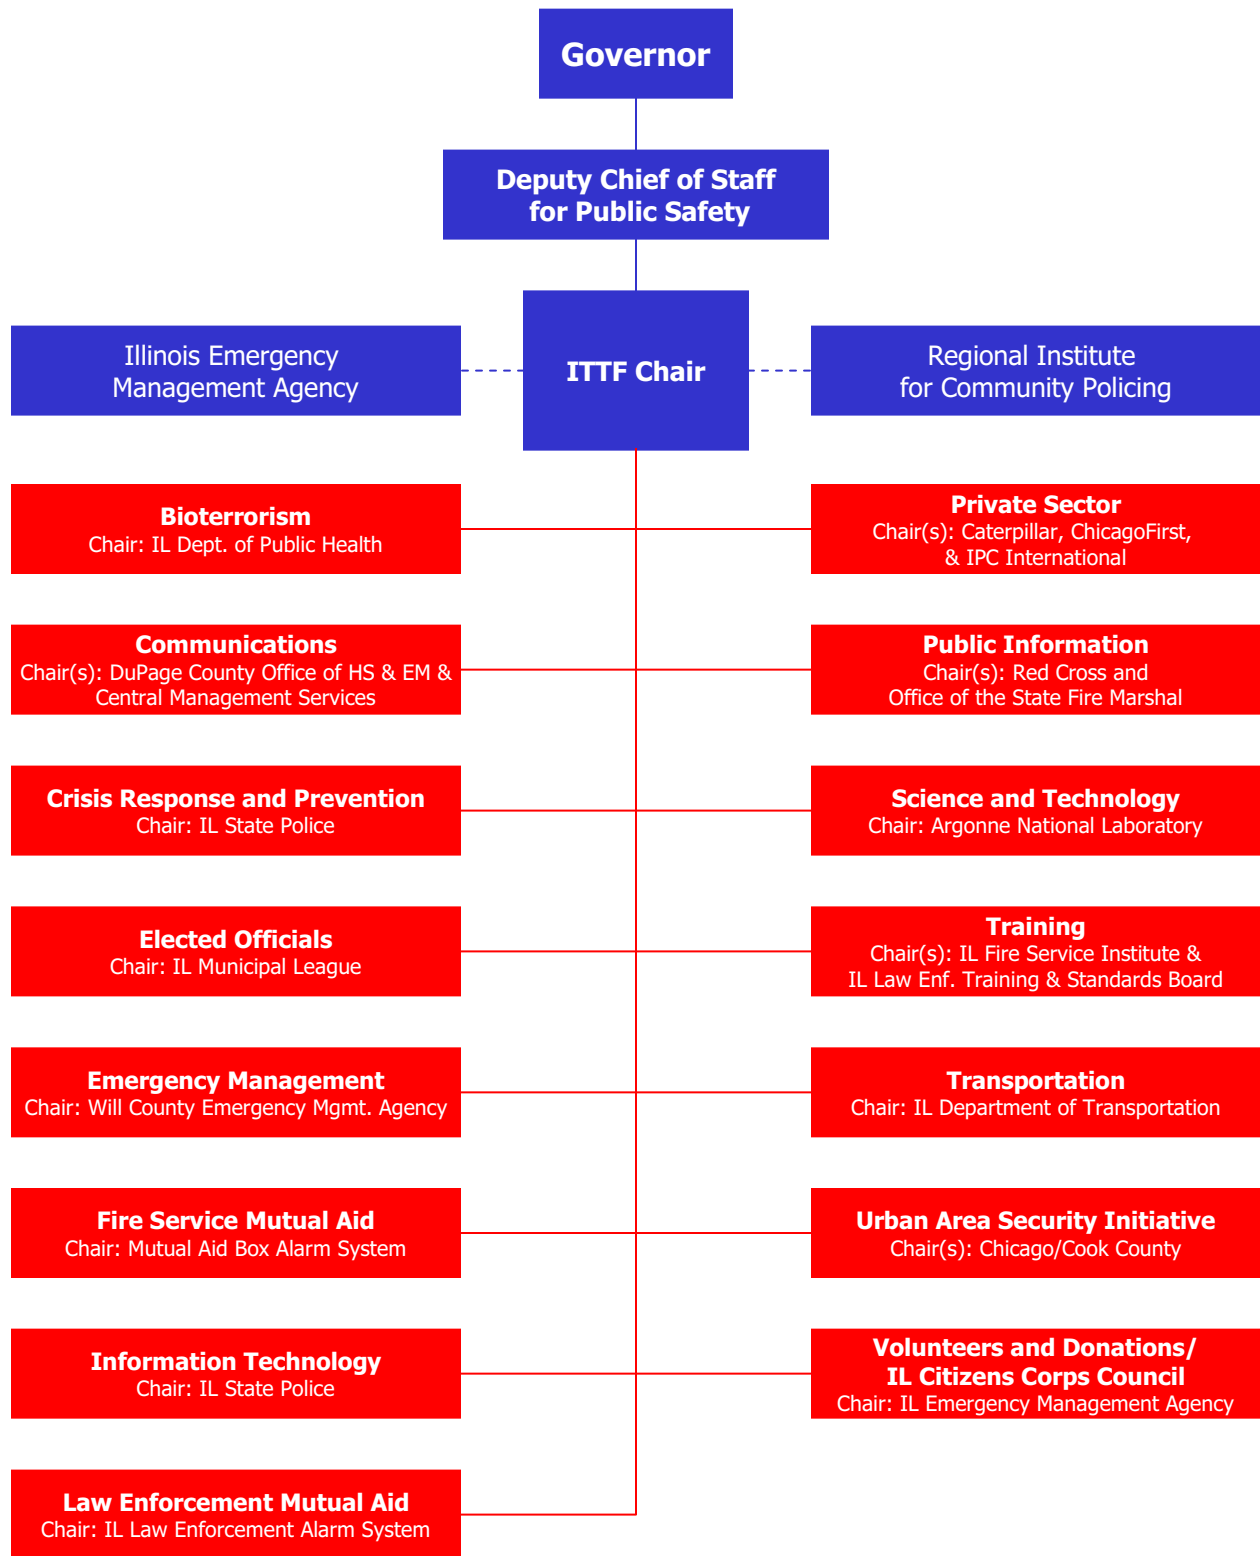 Governor
Deputy Chief of Staff
for Public Safety
Illinois Emergency
Management Agency
ITTF Chair
Regional Institute
for Community Policing
Bioterrorism
Chair: IL Dept. of Public Health
Private Sector
Chair(s): Caterpillar, ChicagoFirst,
& IPC International
Communications
Chair(s): DuPage County Office of HS & EM &
Central Management Services
Public Information
Chair(s): Red Cross and
Office of the State Fire Marshal
Crisis Response and Prevention
Chair: IL State Police
Science and Technology
Chair: Argonne National Laboratory
Elected Officials
Chair: IL Municipal League
Training
Chair(s): IL Fire Service Institute &
IL Law Enf. Training & Standards Board
Emergency Management
Chair: Will County Emergency Mgmt. Agency
Transportation
Chair: IL Department of Transportation
Fire Service Mutual Aid
Chair: Mutual Aid Box Alarm System
Urban Area Security Initiative
Chair(s): Chicago/Cook County
Information Technology
Chair: IL State Police
Volunteers and Donations/
IL Citizens Corps Council
Chair: IL Emergency Management Agency
Law Enforcement Mutual Aid
Chair: IL Law Enforcement Alarm System